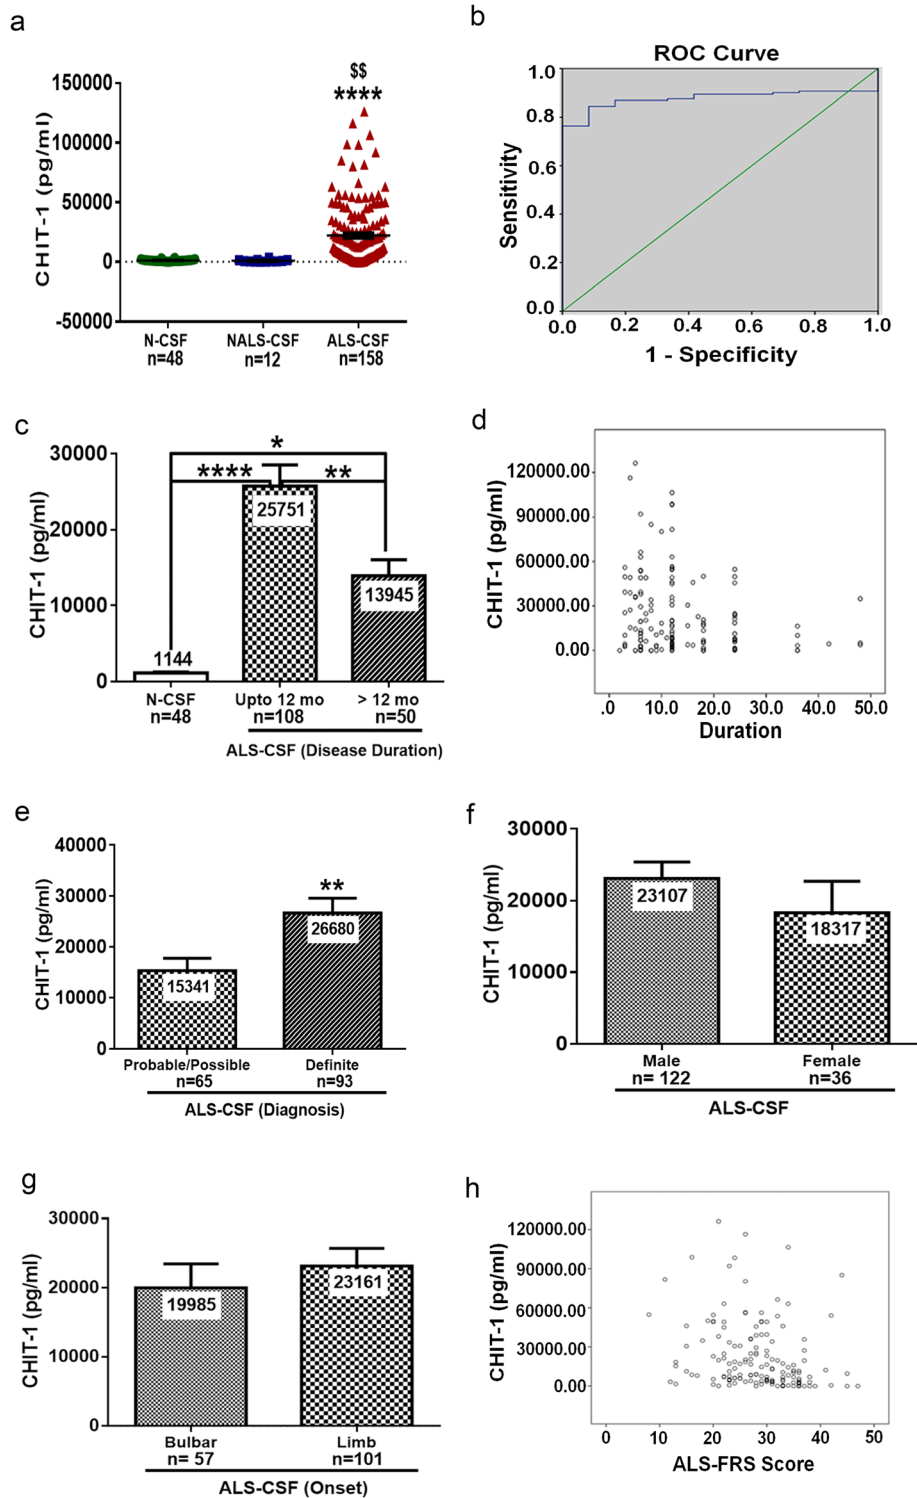 a
CHIT-1 (pg/ml)
150000
100000
50000
0
-50000
$$
****
N-CSF
n=48
NALS-CSF
n=12
ALS-CSF
n=158
b
ROC Curve
Sensitivity
1.0
0.8
0.6
0.4
0.2
0.0
0.0 0.2 0.4 0.6 0.8 1.0
1 - Specificity
c
CHIT-1 (pg/ml)
30000
20000
10000
0
*
**** **
1144
25751
13945
N-CSF
n=48
Upto 12 mo
n=108
> 12 mo
n=50
ALS-CSF (Disease Duration)
d
CHIT-1 (pg/ml)
120000.00
90000.00
60000.00
30000.00
.00
.0 10.0 20.0 30.0 40.0 50.0
Duration
e
CHIT-1 (pg/ml)
40000
30000
20000
10000
0
**
15341
26680
Probable/Possible
n=65
Definite
n=93
ALS-CSF (Diagnosis)
f
CHIT-1 (pg/ml)
30000
20000
10000
0
23107
18317
Male
n= 122
Female
n=36
ALS-CSF
g
CHIT-1 (pg/ml)
30000
20000
10000
0
19985
23161
Bulbar
n= 57
Limb
n=101
ALS-CSF (Onset)
h
CHIT-1 (pg/ml)
120000.00
90000.00
60000.00
30000.00
0.00
0 10 20 30 40 50
ALS-FRS Score